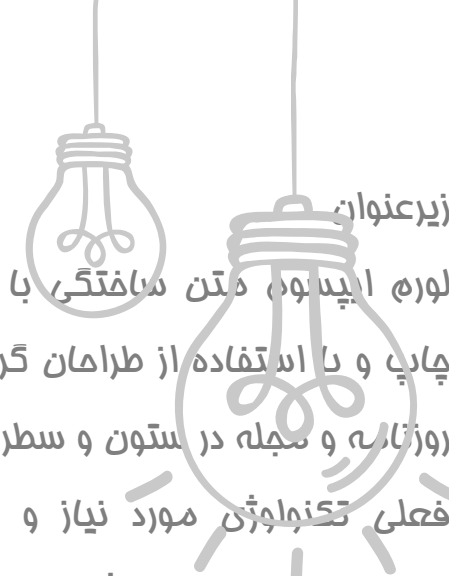 زیرعنوان
لورم ایپسوم متن ساختگی با
چاپ و با استفاده از طراحان گر
روزنامه و مجله در ستون و سطر
فعلی تکنولوژی مورد نیاز و